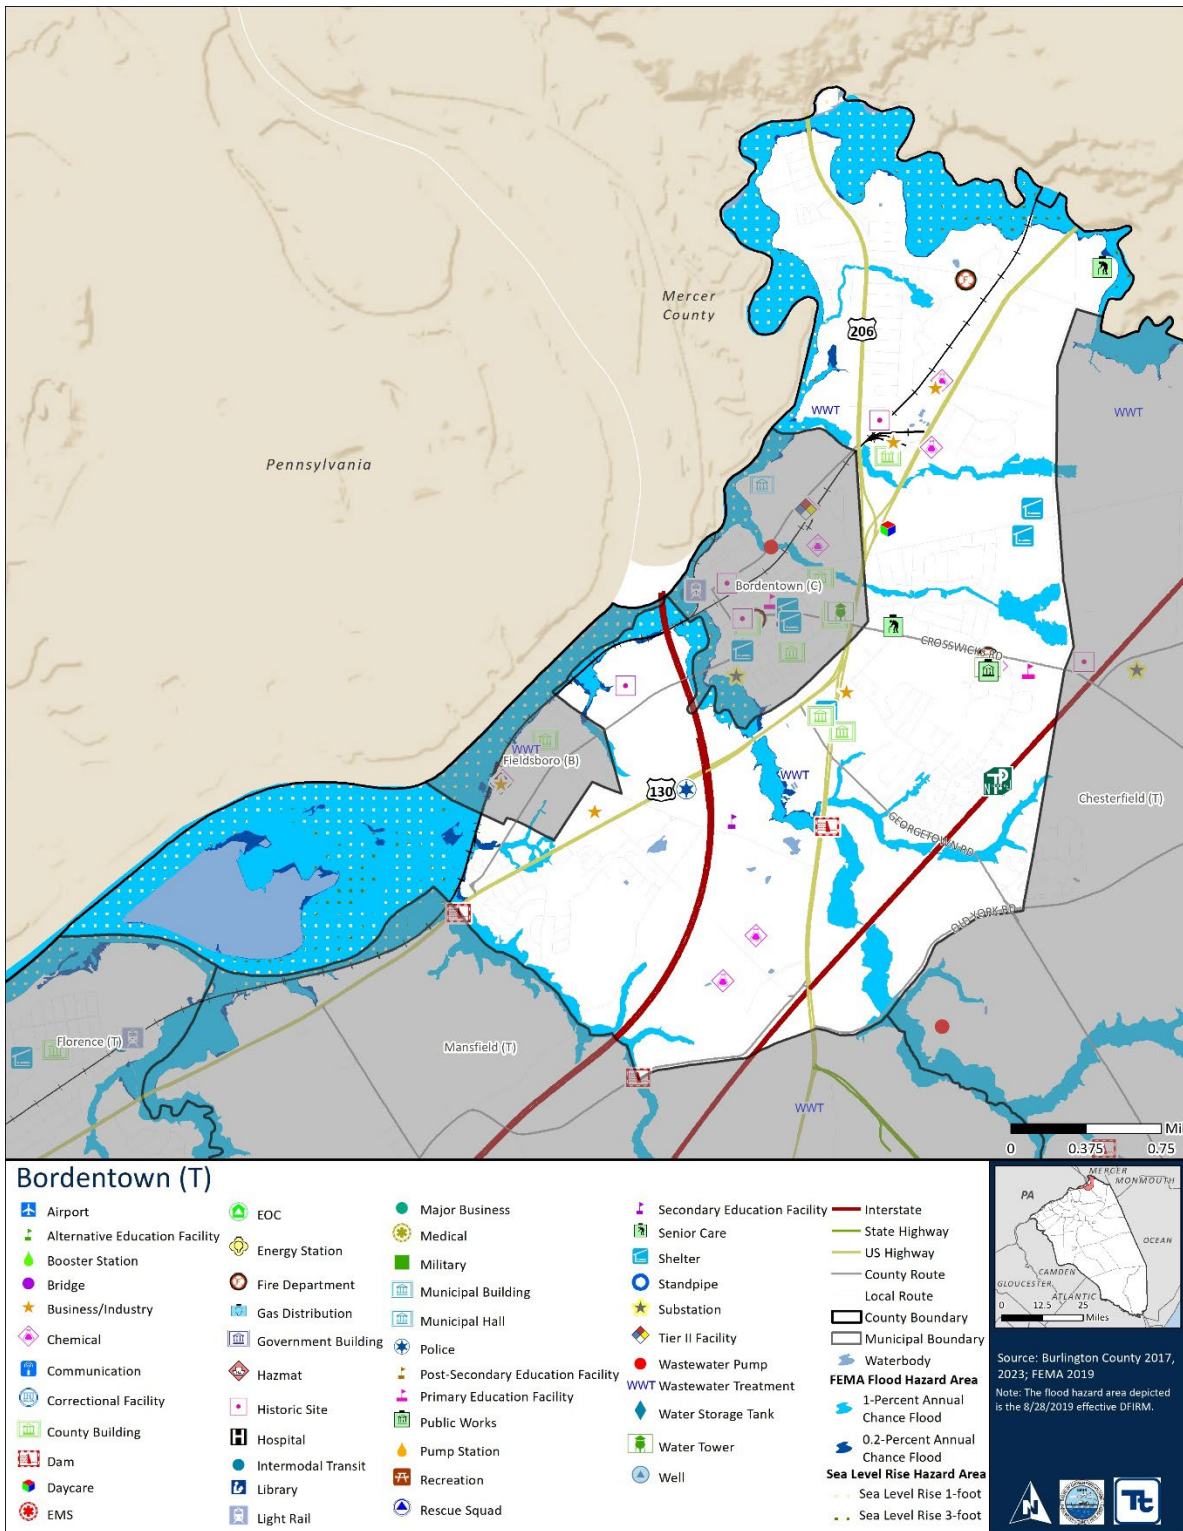 Mercer
County
206
WWT
WWT
Pennsylvania
Bordentown (C)
CROSSWICKS RD
WWT
Fieldsboro (B)
130
WWT
Chesterfield (T)
GEORGETOWN RD
OLD YORK RD
Florence (T)
Mansfield (T)
WWT
0 0.375 0.75
Bordentown (T)
Airport
Alternative Education Facility
Booster Station
Bridge
Business/Industry
Chemical
Communication
Correctional Facility
County Building
Dam
Daycare
EMS
EOC
Energy Station
Fire Department
Gas Distribution
Government Building
Hazmat
Historic Site
Hospital
Intermodal Transit
Library
Light Rail
Major Business
Medical
Military
Municipal Building
Municipal Hall
Police
Post-Secondary Education Facility
Primary Education Facility
Public Works
Pump Station
Recreation
Rescue Squad
Secondary Education Facility
Senior Care
Shelter
Standpipe
Substation
Tier II Facility
Wastewater Pump
WWT Wastewater Treatment
Water Storage Tank
Water Tower
Well
Interstate
State Highway
US Highway
County Route
Local Route
County Boundary
Municipal Boundary
Waterbody
FEMA Flood Hazard Area
1-Percent Annual
Chance Flood
0.2-Percent Annual
Chance Flood
Sea Level Rise Hazard Area
Sea Level Rise 1-foot
Sea Level Rise 3-foot
MERCER
MONMOUTH
PA
OCEAN
CAMDEN
GLOUCESTER
ATLANTIC
0 12.5 25
Miles
Source: Burlington County 2017,
2023; FEMA 2019
Note: The flood hazard area depicted
is the 8/28/2019 effective DFIRM.
N
Tt